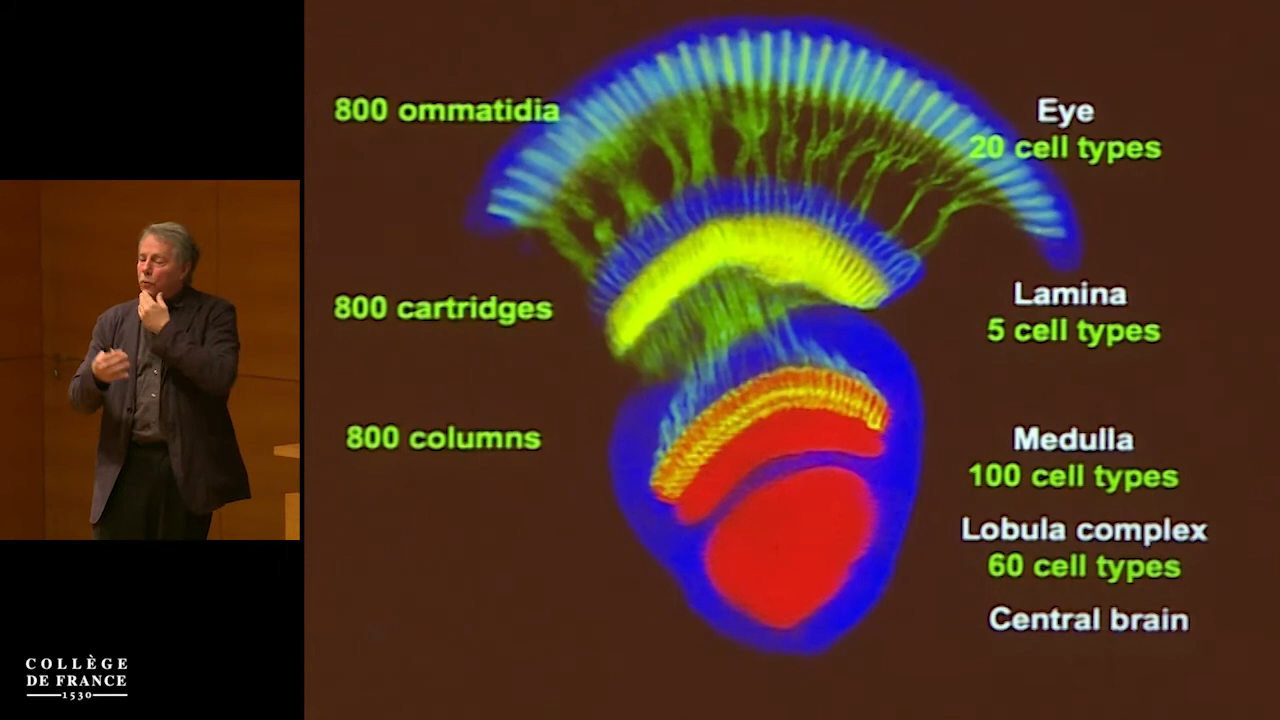 800 ommatidia
Eye
20 cell types
800 cartridges
Lamina
5 cell types
800 columns
Medulla
100 cell types
Lobula complex
60 cell types
Central brain
COLLÈGE
DE FRANCE
1530